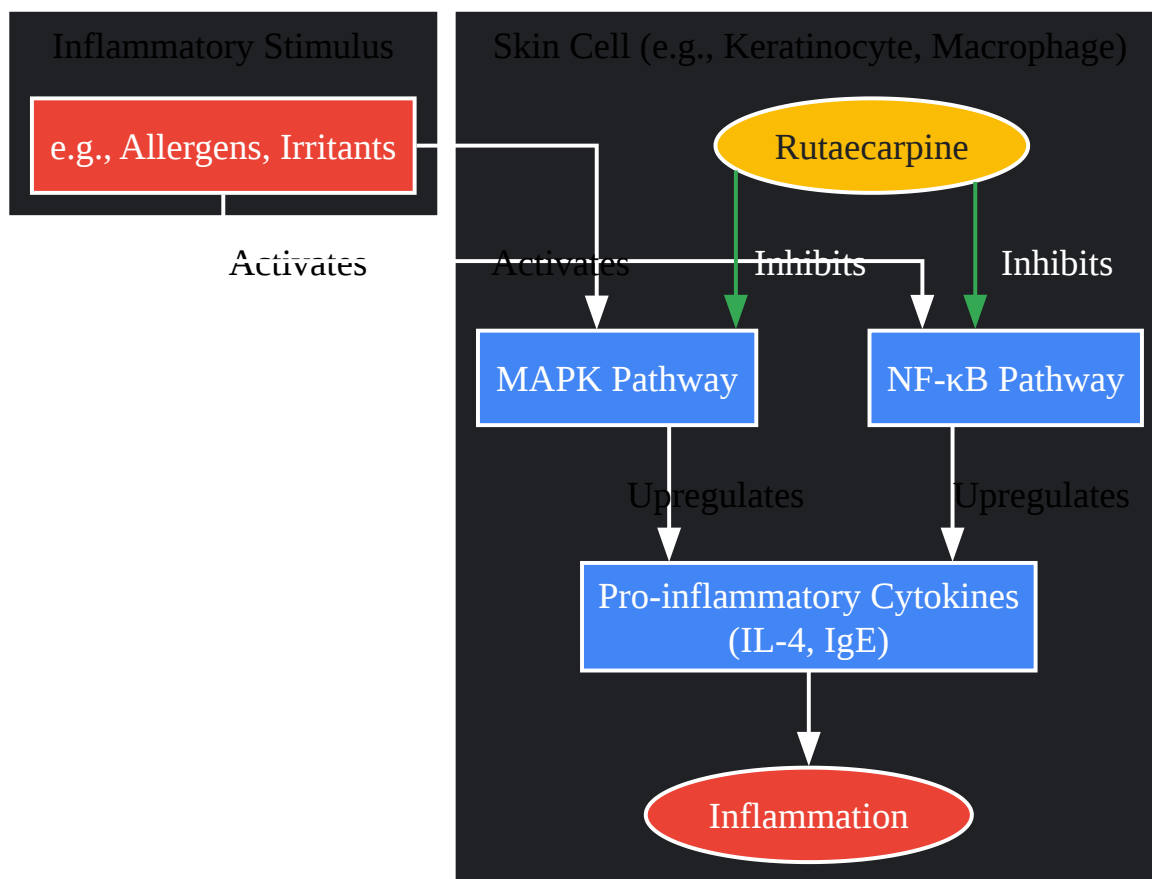 Inflammatory Stimulus
Skin Cell (e.g., Keratinocyte, Macrophage)
e.g., Allergens, Irritants
Rutaecarpine
Activates
Activates
Inhibits
Inhibits
MAPK Pathway
NF-κB Pathway
Upregulates
Upregulates
Pro-inflammatory Cytokines
(IL-4, IgE)
Inflammation